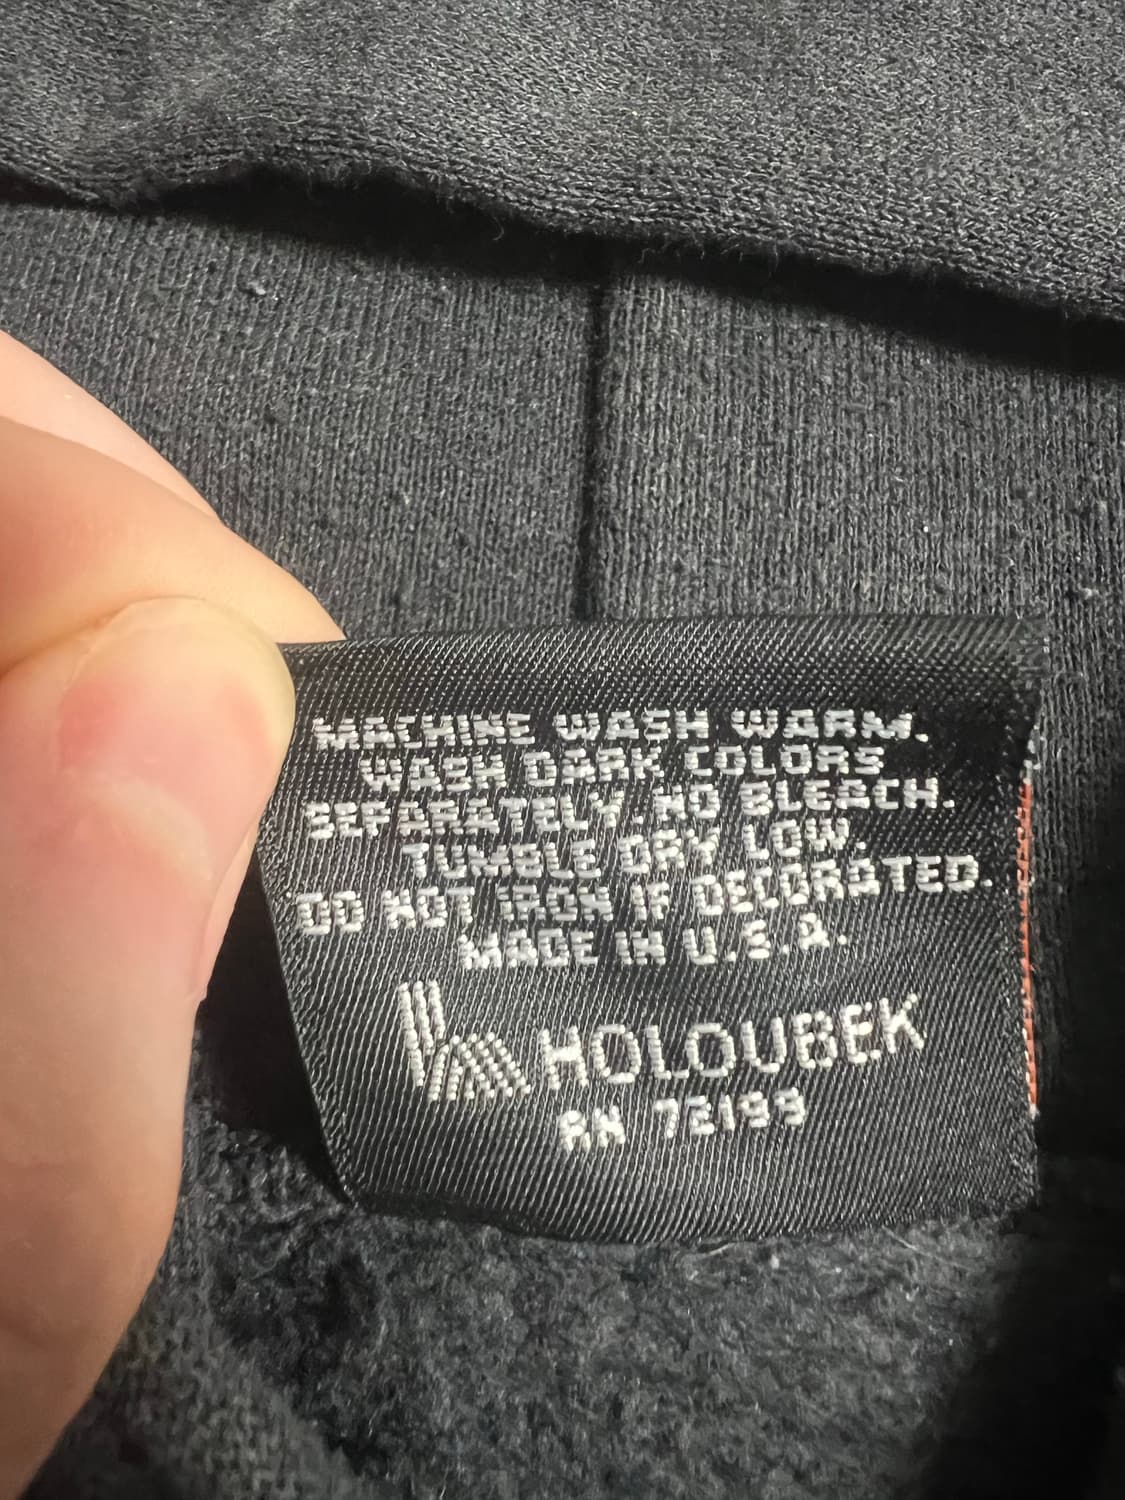 MACHINE WASH WARM.
WASH DARK COLORS
SEPARATELY. NO BLEACH.
TUMBLE DRY LOW.
DO NOT IRON IF DECORATED.
MADE IN U.S.A.
HOLOUBEK
RN 72199